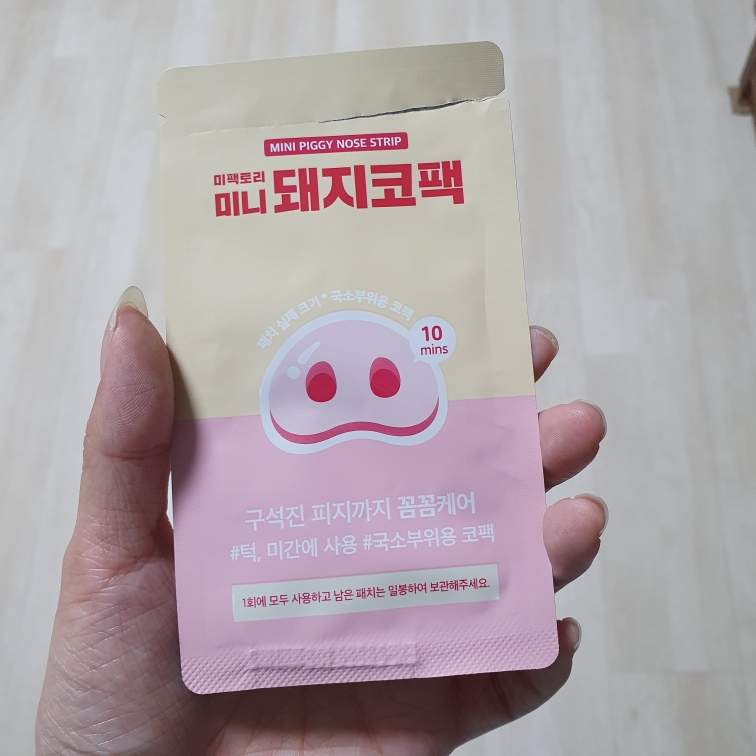 MINI PIGGY NOSE STRIP
미팩토리
미니 돼지코팩
패치 실제 크기* 국소부위용 코팩
10
mins
구석진 피지까지 꼼꼼케어
#턱, 미간에 사용 #국소부위용 코팩
1회에 모두 사용하고 남은 패치는 밀봉하여 보관해주세요.